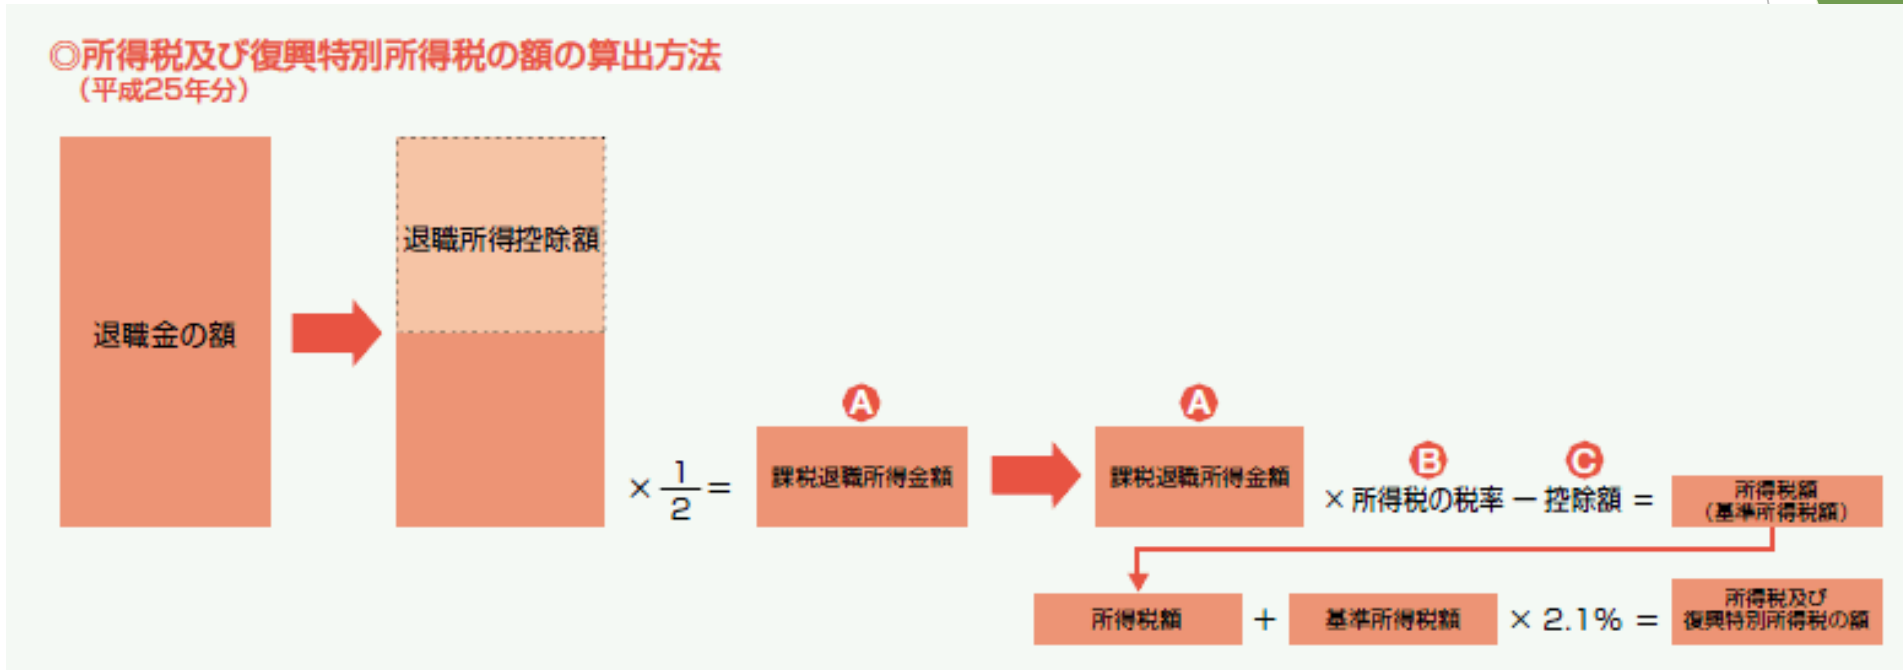 ◎所得税及び復興特別所得税の額の算出方法
（平成25年分）
退職金の額
退職所得控除額
× 1/2 =
A
課税退職所得金額
A
課税退職所得金額
B
C
× 所得税の税率 － 控除額 =
所得税額
（基準所得税額）
所得税額 + 基準所得税額 × 2.1% =
所得税及び
復興特別所得税の額